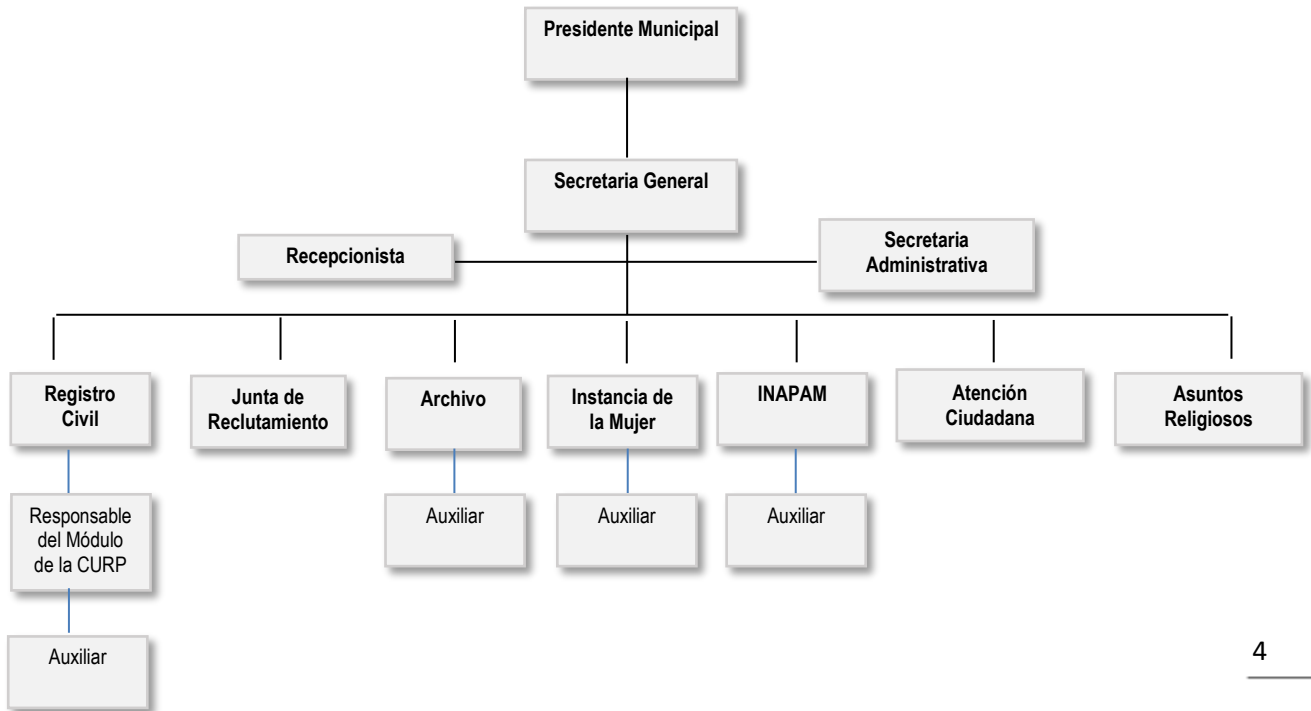 Presidente Municipal
Secretaria General
Recepcionista
Secretaria
Administrativa
Registro
Civil
Junta de
Reclutamiento
Archivo
Instancia de
la Mujer
INAPAM
Atención
Ciudadana
Asuntos
Religiosos
Responsable
del Módulo
de la CURP
Auxiliar
Auxiliar
Auxiliar
Auxiliar
4